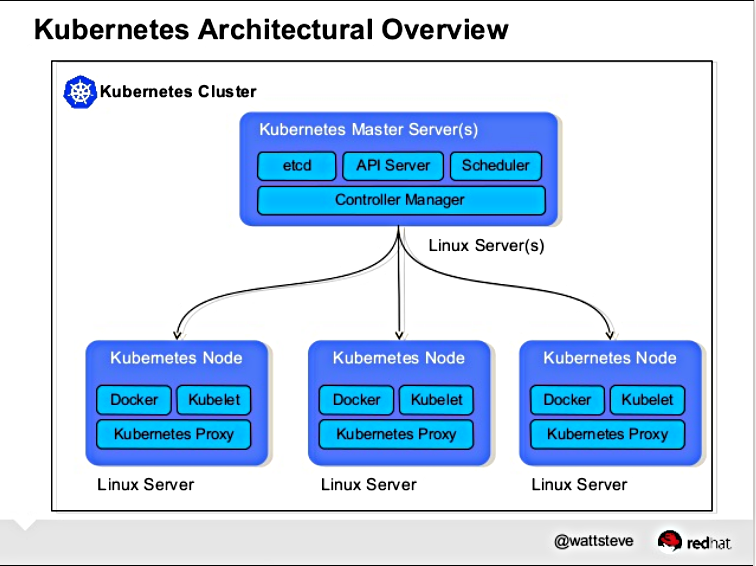 Kubernetes Architectural Overview
Kubernetes Cluster
Kubernetes Master Server(s)
etcd API Server Scheduler
Controller Manager
Linux Server(s)
Kubernetes Node Kubernetes Node Kubernetes Node
Docker Kubelet Docker Kubelet Docker Kubelet
Kubernetes Proxy Kubernetes Proxy Kubernetes Proxy
Linux Server Linux Server Linux Server
@wattsteve redhat